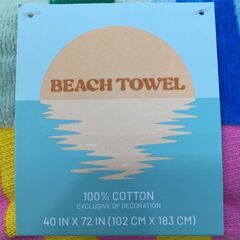 BEACH TOWEL
100% COTTON
EXCLUSIVE OF DECORATION
40 IN X 72 IN (102 CM X 183 CM)